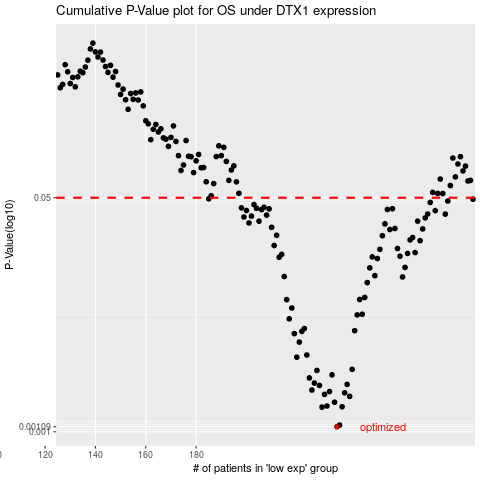 Cumulative P-Value plot for OS under DTX1 expression
P-Value(log10)
0.05
0.00109
0.001
optimized
0
120
140
160
180
# of patients in 'low exp' group